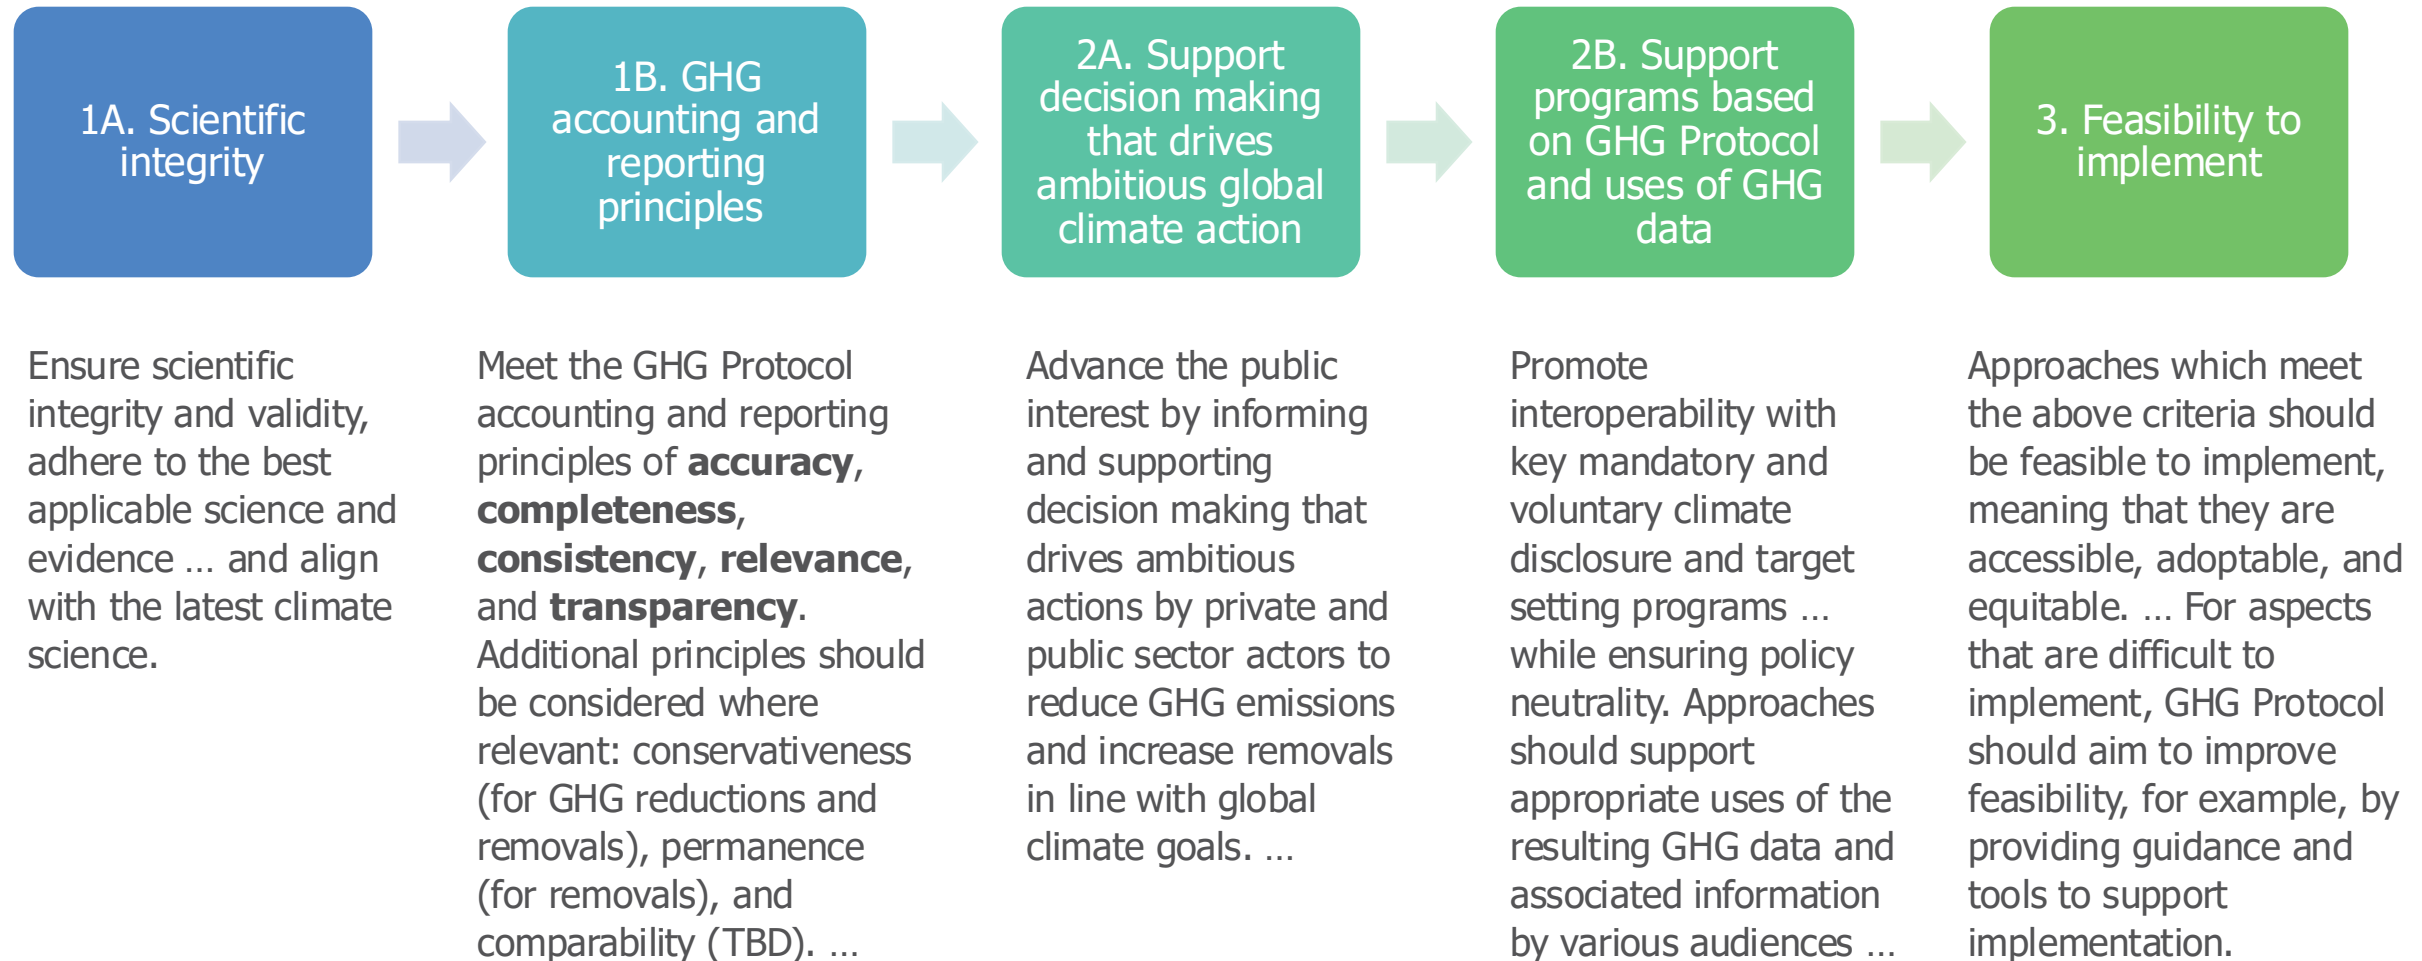 1A. Scientific
integrity
1B. GHG
accounting and
reporting
principles
2A. Support
decision making
that drives
ambitious global
climate action
2B. Support
programs based
on GHG Protocol
and uses of GHG
data
3. Feasibility to
implement
Ensure scientific
integrity and validity,
adhere to the best
applicable science and
evidence … and align
with the latest climate
science.
Meet the GHG Protocol
accounting and reporting
principles of accuracy,
completeness,
consistency, relevance,
and transparency.
Additional principles should
be considered where
relevant: conservativeness
(for GHG reductions and
removals), permanence
(for removals), and
comparability (TBD). …
Advance the public
interest by informing
and supporting
decision making that
drives ambitious
actions by private and
public sector actors to
reduce GHG emissions
and increase removals
in line with global
climate goals. …
Promote
interoperability with
key mandatory and
voluntary climate
disclosure and target
setting programs …
while ensuring policy
neutrality. Approaches
should support
appropriate uses of the
resulting GHG data and
associated information
by various audiences …
Approaches which meet
the above criteria should
be feasible to implement,
meaning that they are
accessible, adoptable, and
equitable. … For aspects
that are difficult to
implement, GHG Protocol
should aim to improve
feasibility, for example, by
providing guidance and
tools to support
implementation.